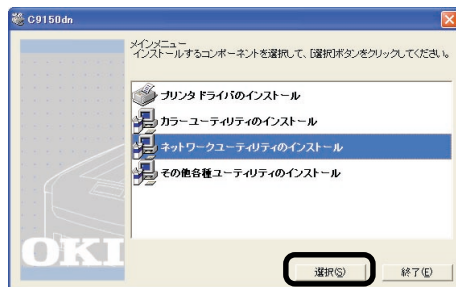 C9150dn
メインメニュー
インストールするコンポーネントを選択して、[選択]ボタンをクリックしてください。
プリンタドライバのインストール
カラーユーティリティのインストール
ネットワークユーティリティのインストール
その他各種ユーティリティのインストール
OKI
選択(S)
終了(E)